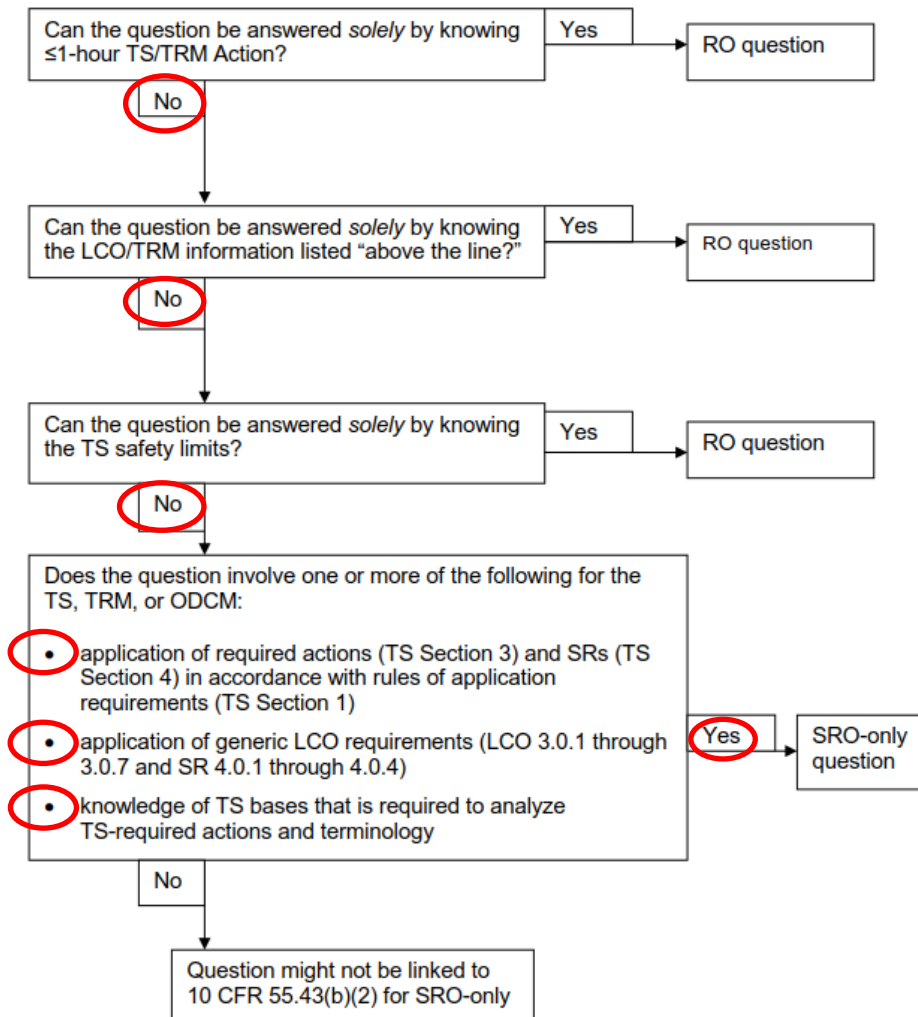 Can the question be answered solely by knowing
≤1-hour TS/TRM Action?
Yes
RO question
No
Can the question be answered solely by knowing
the LCO/TRM information listed “above the line?”
Yes
RO question
No
Can the question be answered solely by knowing
the TS safety limits?
Yes
RO question
No
Does the question involve one or more of the following for the
TS, TRM, or ODCM:
• application of required actions (TS Section 3) and SRs (TS
Section 4) in accordance with rules of application
requirements (TS Section 1)
• application of generic LCO requirements (LCO 3.0.1 through
3.0.7 and SR 4.0.1 through 4.0.4)
• knowledge of TS bases that is required to analyze
TS-required actions and terminology
Yes
SRO-only
question
No
Question might not be linked to
10 CFR 55.43(b)(2) for SRO-only